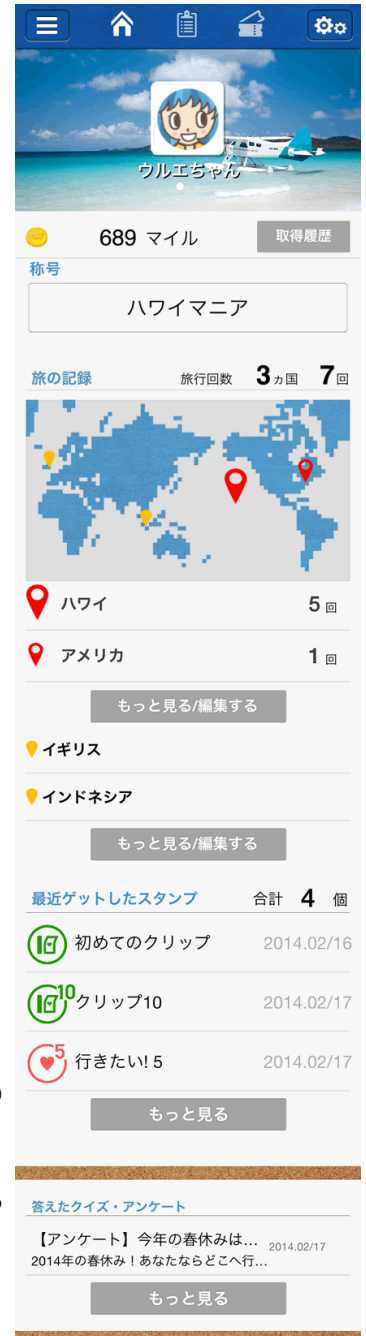 ウルエちゃん
689 マイル 取得履歴
称号
ハワイマニア
旅の記録 旅行回数 3ヵ国 7回
ハワイ 5回
アメリカ 1回
もっと見る/編集する
イギリス
インドネシア
もっと見る/編集する
最近ゲットしたスタンプ 合計 4 個
初めてのクリップ 2014.02/16
10
クリップ10 2014.02/17
5
行きたい! 5 2014.02/17
もっと見る
答えたクイズ・アンケート
【アンケート】今年の春休みは… 2014.02/17
2014年の春休み！あなたならどこへ行…
もっと見る